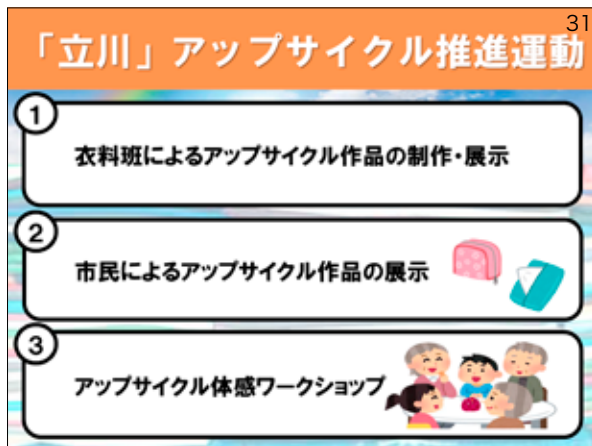 31
「立川」アップサイクル推進運動
1
衣料班によるアップサイクル作品の制作・展示
2
市民によるアップサイクル作品の展示
3
アップサイクル体感ワークショップ